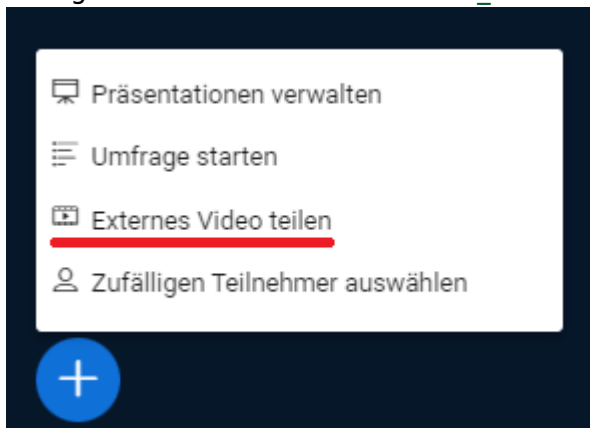 Präsentationen verwalten
Umfrage starten
Externes Video teilen
Zufälligen Teilnehmer auswählen